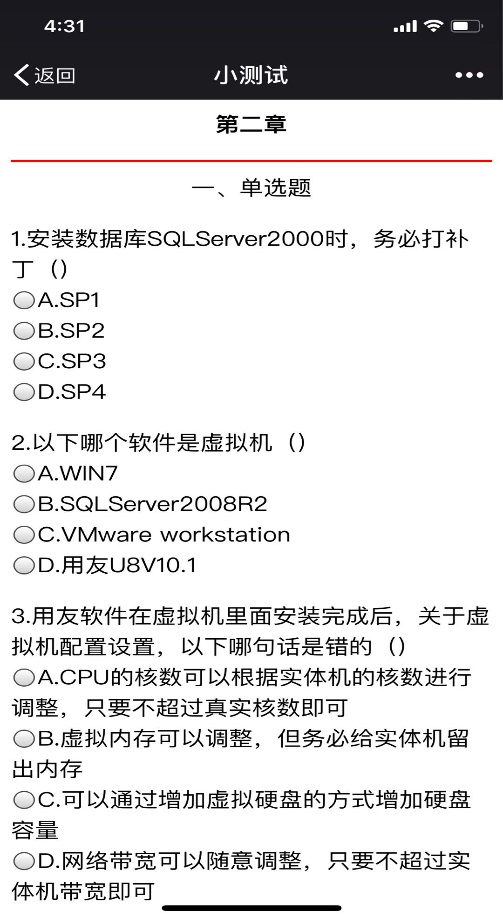 4:31
返回
小测试
第二章
一、单选题
1.安装数据库SQLServer2000时，务必打补
丁（）
A.SP1
B.SP2
C.SP3
D.SP4
2.以下哪个软件是虚拟机（）
A.WIN7
B.SQLServer2008R2
C.VMware workstation
D.用友U8V10.1
3.用友软件在虚拟机里面安装完成后，关于虚
拟机配置设置，以下哪句话是错的（）
A.CPU的核数可以根据实体机的核数进行
调整，只要不超过真实核数即可
B.虚拟内存可以调整，但务必给实体机留
出内存
C.可以通过增加虚拟硬盘的方式增加硬盘
容量
D.网络带宽可以随意调整，只要不超过实
体机带宽即可